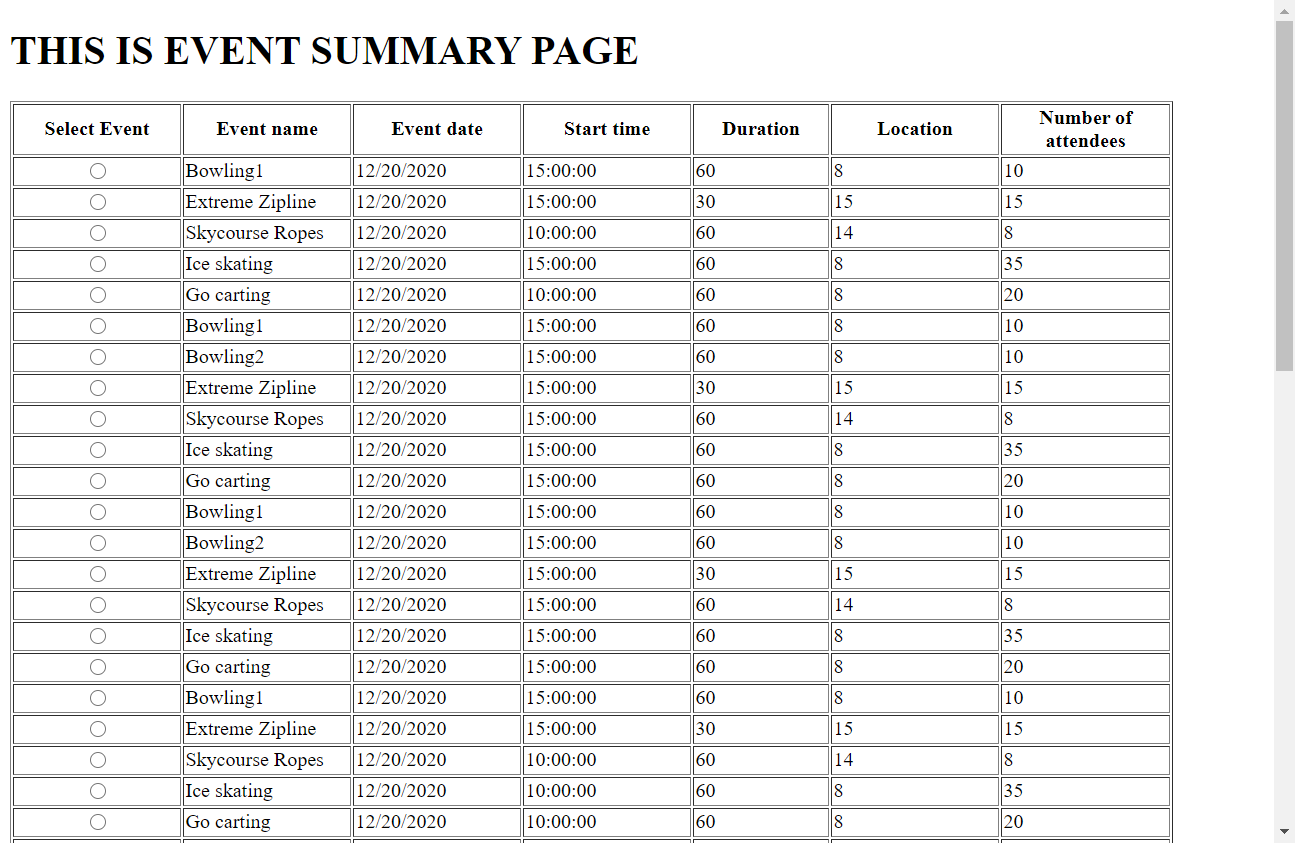 THIS IS EVENT SUMMARY PAGE
Select Event Event name Event date Start time Duration Location Number of attendees
Bowling1 12/20/2020 15:00:00 60 8 10
Extreme Zipline 12/20/2020 15:00:00 30 15 15
Skycourse Ropes 12/20/2020 10:00:00 60 14 8
Ice skating 12/20/2020 15:00:00 60 8 35
Go carting 12/20/2020 10:00:00 60 8 20
Bowling1 12/20/2020 15:00:00 60 8 10
Bowling2 12/20/2020 15:00:00 60 8 10
Extreme Zipline 12/20/2020 15:00:00 30 15 15
Skycourse Ropes 12/20/2020 15:00:00 60 14 8
Ice skating 12/20/2020 15:00:00 60 8 35
Go carting 12/20/2020 15:00:00 60 8 20
Bowling1 12/20/2020 15:00:00 60 8 10
Bowling2 12/20/2020 15:00:00 60 8 10
Extreme Zipline 12/20/2020 15:00:00 30 15 15
Skycourse Ropes 12/20/2020 15:00:00 60 14 8
Ice skating 12/20/2020 15:00:00 60 8 35
Go carting 12/20/2020 15:00:00 60 8 20
Bowling1 12/20/2020 15:00:00 60 8 10
Extreme Zipline 12/20/2020 15:00:00 30 15 15
Skycourse Ropes 12/20/2020 10:00:00 60 14 8
Ice skating 12/20/2020 10:00:00 60 8 35
Go carting 12/20/2020 10:00:00 60 8 20